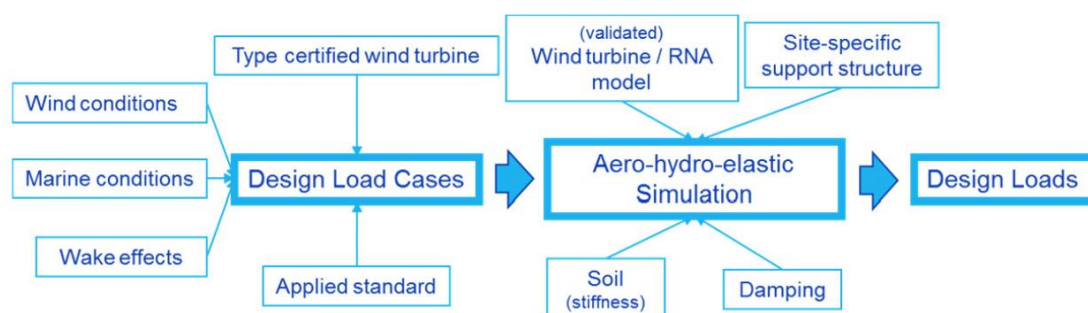 Type certified wind turbine
(validated)
Wind turbine / RNA
model
Site-specific
support structure
Wind conditions
Marine conditions
Wake effects
Design Load Cases
Aero-hydro-elastic
Simulation
Design Loads
Applied standard
Soil
(stiffness)
Damping